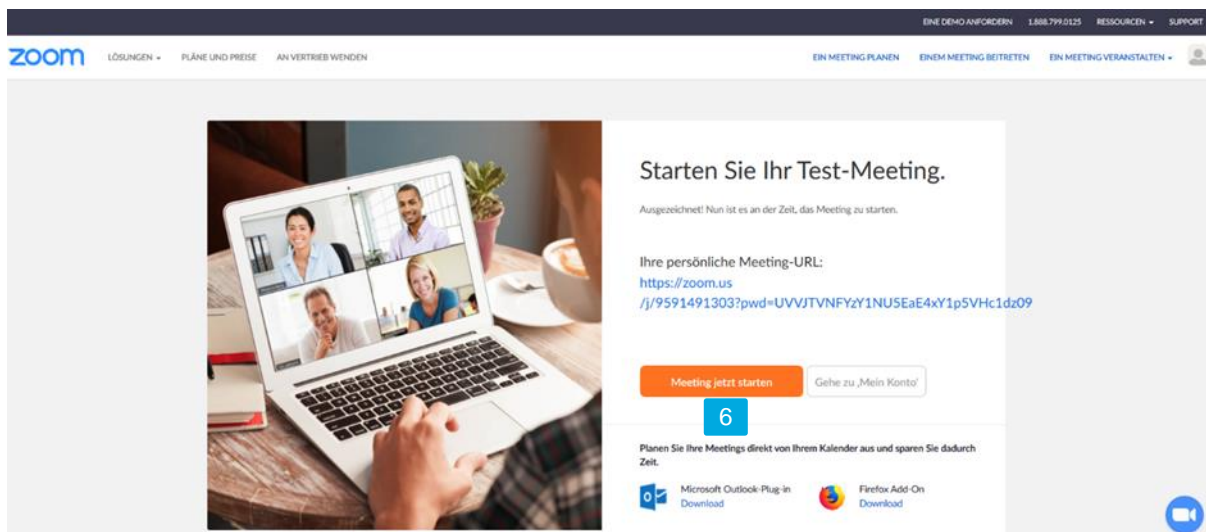 EINE DEMO ANFORDERN 1.888.799.0125 RESSOURCEN SUPPORT
zoom LÖSUNGEN PLÄNE UND PREISE AN VERTRIEB WENDEN EIN MEETING PLANEN EINEM MEETING BEITRETEN EIN MEETING VERANSTALTEN
Starten Sie Ihr Test-Meeting.
Ausgezeichnet! Nun ist es an der Zeit, das Meeting zu starten.
Ihre persönliche Meeting-URL:
https://zoom.us
/j/9591491303?pwd=UVVJTVNFYzY1NU5EaE4xY1p5VHc1dz09
Meeting jetzt starten Gehe zu ‚Mein Konto'
6
Planen Sie Ihre Meetings direkt von Ihrem Kalender aus und sparen Sie dadurch
Zeit.
Microsoft Outlook-Plug-in Firefox Add-On
Download Download